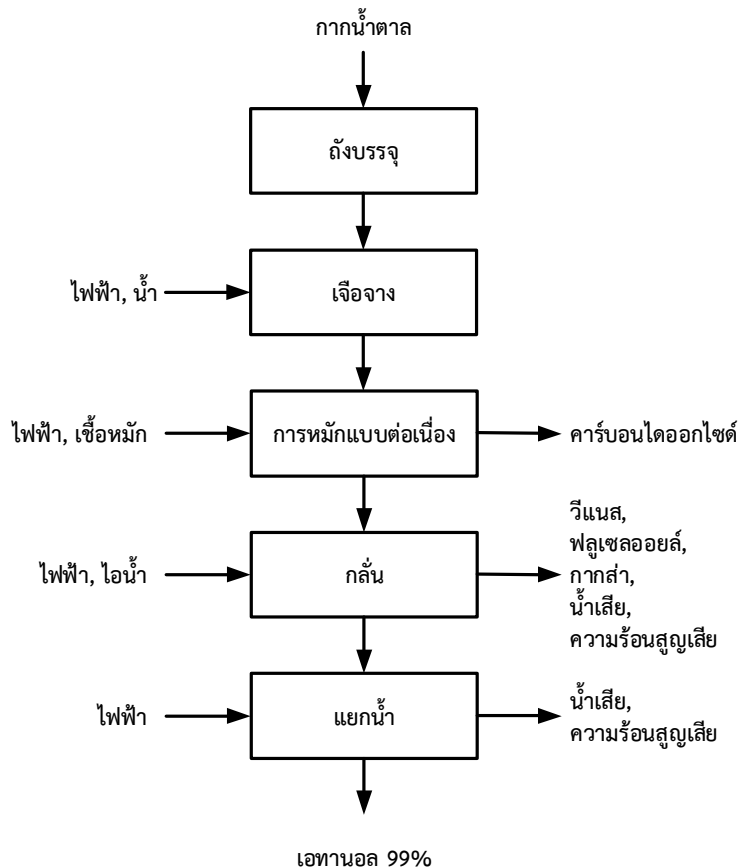 กากน้ำตาล
ถังบรรจุ
ไฟฟ้า, น้ำ
เจือจาง
ไฟฟ้า, เชื้อหมัก
การหมักแบบต่อเนื่อง
คาร์บอนไดออกไซด์
ไฟฟ้า, ไอน้ำ
กลั่น
วีแนส,
ฟลูเซลออยล์,
กากส่า,
น้ำเสีย,
ความร้อนสูญเสีย
ไฟฟ้า
แยกน้ำ
น้ำเสีย,
ความร้อนสูญเสีย
เอทานอล 99%